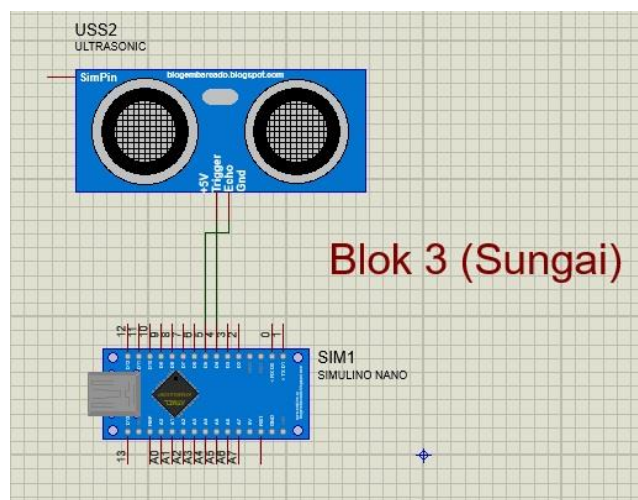 USS2
ULTRASONIC
SimPin
blogembarcado.blogspot.com
+5V
Trigger
Echo
Gnd
Blok 3 (Sungai)
12
11
10
9
8
7
6
5
4
3
2
0
1
SIM1
SIMULINO NANO
ATMEL
13
A0
A1
A2
A3
A4
A5
A6
A7